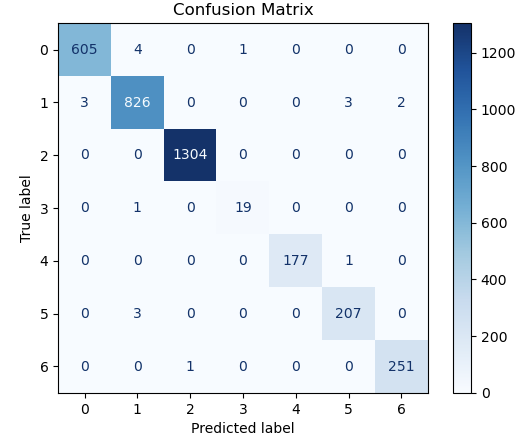 Confusion Matrix
0 605 4 0 1 0 0 0
1 3 826 0 0 0 3 2
2 0 0 1304 0 0 0 0
3 0 1 0 19 0 0 0
4 0 0 0 0 177 1 0
5 0 3 0 0 0 207 0
6 0 0 1 0 0 0 251
0 1 2 3 4 5 6
Predicted label
True label
1200
1000
800
600
400
200
0